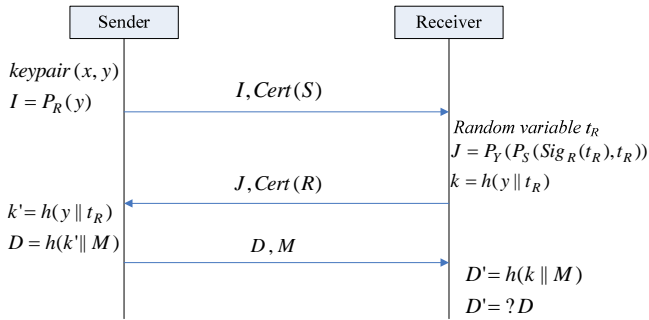 Sender
Receiver
keypair(x, y)
I = P_R(y)
I, Cert(S)
Random variable t_R
J = P_Y(P_S(Sig_R(t_R), t_R))
k = h(y || t_R)
J, Cert(R)
k' = h(y || t_R)
D = h(k' || M)
D, M
D' = h(k || M)
D' = ? D